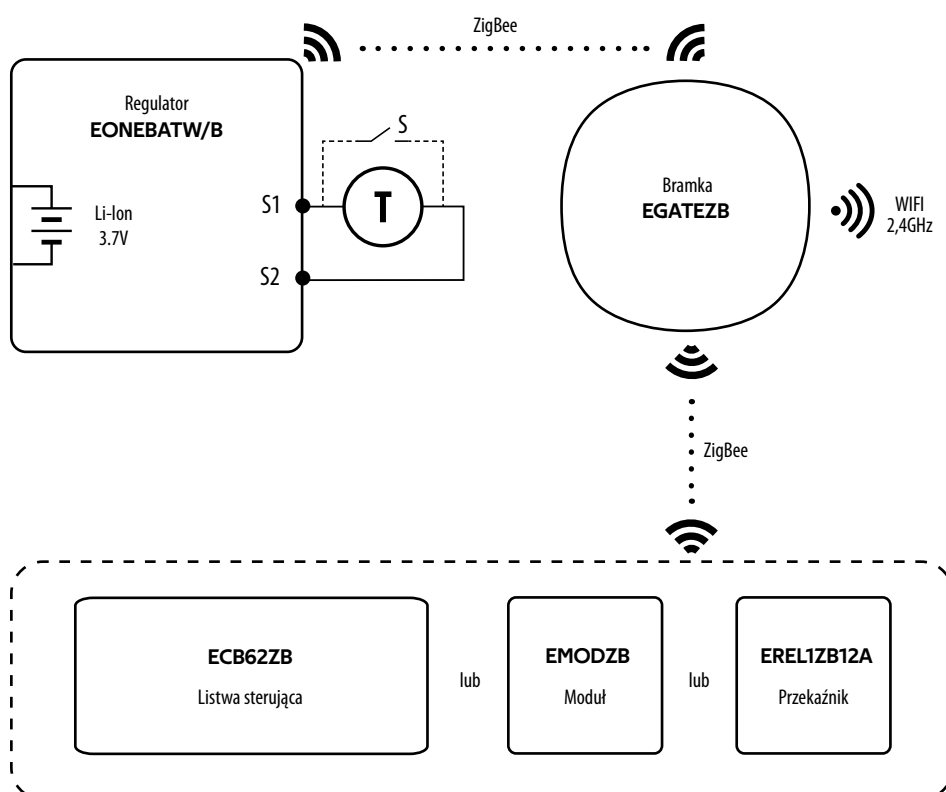 ZigBee
Regulator
EONEBATW/B
Li-Ion
3.7V
S1
S2
S
T
Bramka
EGATEZB
WIFI
2,4GHz
ZigBee
ECB62ZB
Listwa sterująca
lub
EMODZB
Moduł
lub
EREL1ZB12A
Przekaźnik